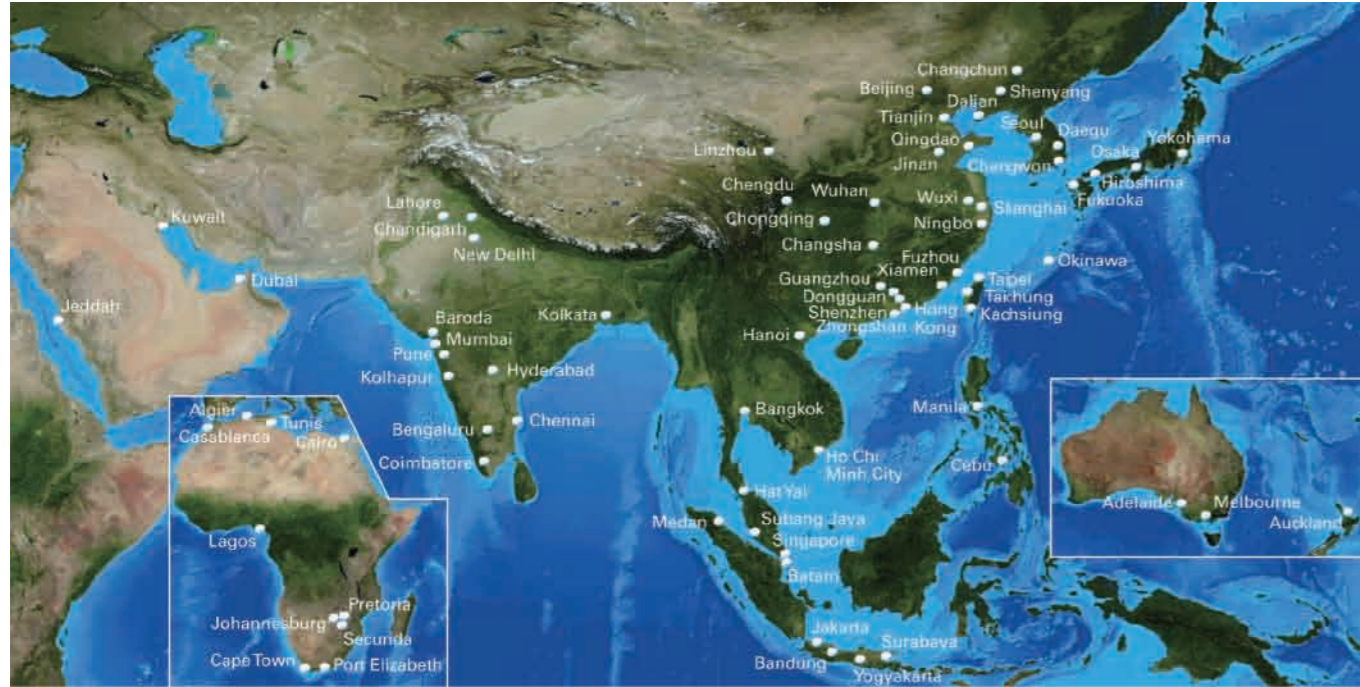 Changchun
Beijing
Shenyang
Dalian
Tianjin
Seoul
Daegu
Qingdao
Yokohama
Linzhou
Jinan
Changwon
Osaka
Hiroshima
Fukuoka
Chengdu
Wuhan
Wuxi
Slianghai
Chongqing
Ningbo
Lahore
Chandigarh
New Delhi
Kuwait
Changsha
Fuzhou
Okinawa
Xiamen
Guangzhou
Taipei
Dubai
Dongguan
Taichung
Jeddah
Shenzhen
Hong
Kong
Kachsiung
Zhongshan
Kolkata
Hanoi
Baroda
Mumbai
Pune
Kolhapur
Hyderabad
Algier
Tunis
Casablanca
Cairo
Bangkok
Manila
Chennai
Bengaluru
Coimbatore
Ho Chi
Minh City
Cebu
Hat Yai
Adelaide
Melbourne
Auckland
Medan
Subang Java
Singapore
Batam
Lagos
Pretoria
Johannesburg
Secunda
Cape Town
Port Elizabeth
Jakarta
Surabaya
Bandung
Yogyakarta